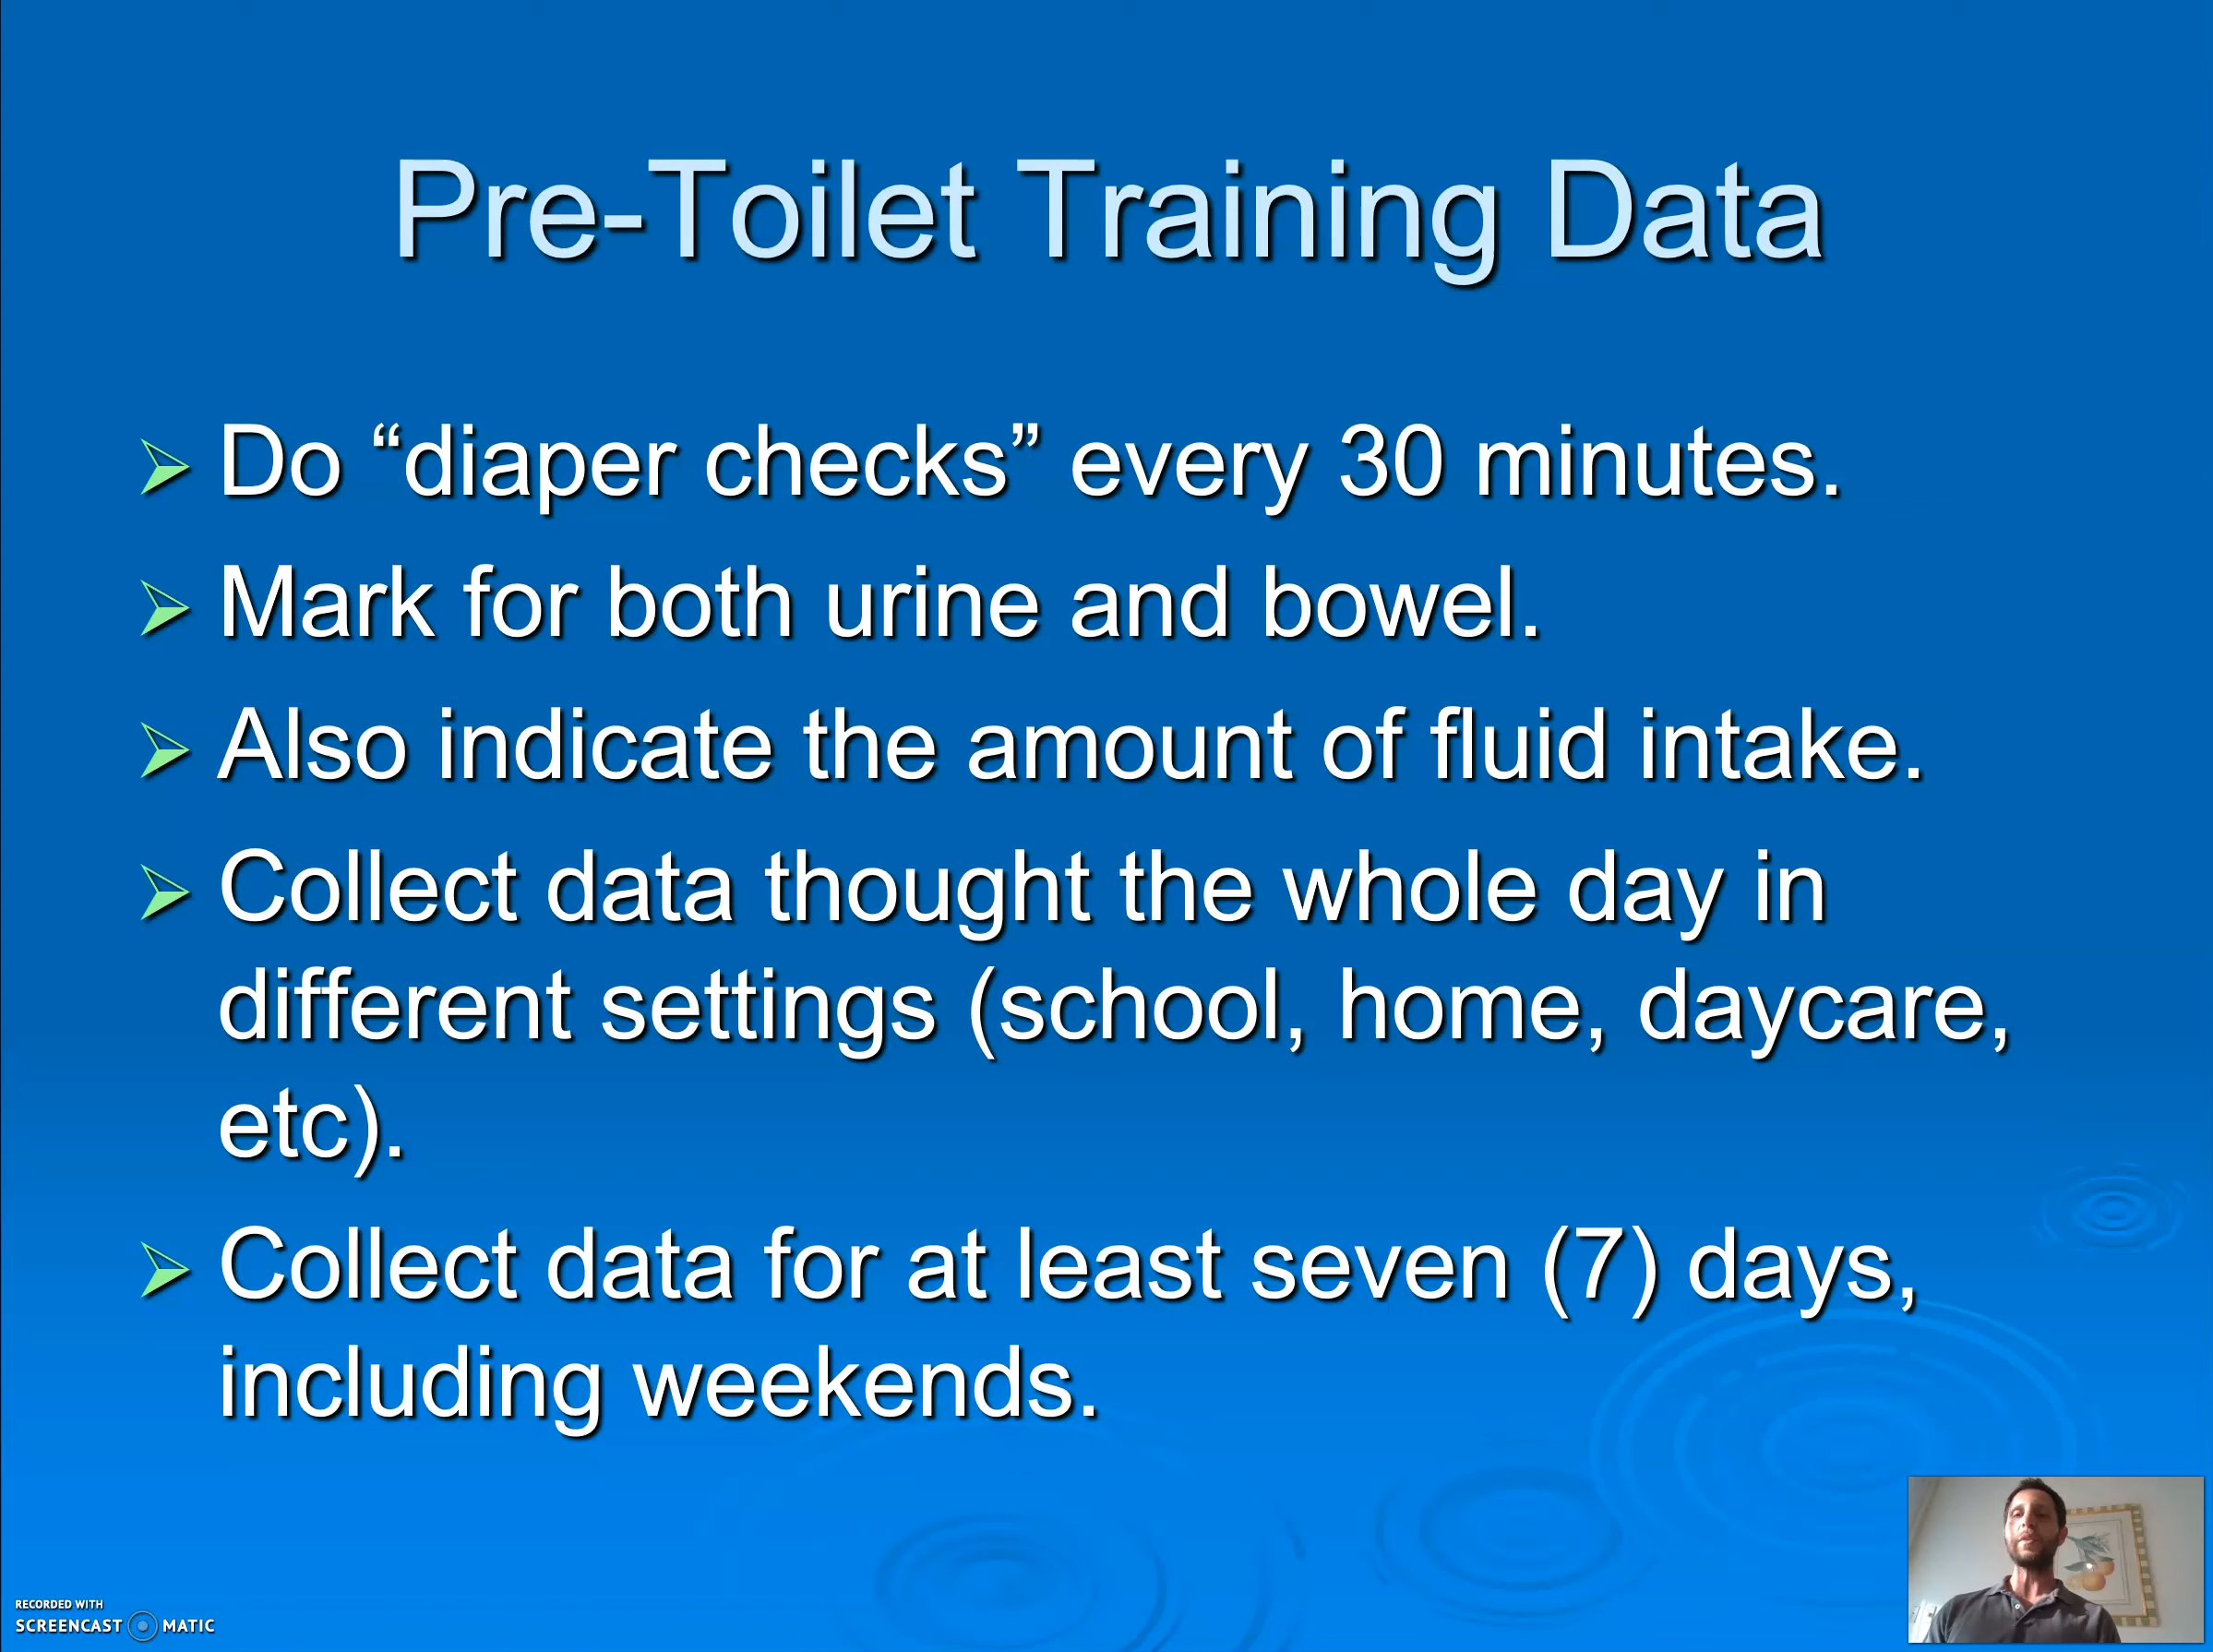 Pre-Toilet Training Data
Do “diaper checks” every 30 minutes.
Mark for both urine and bowel.
Also indicate the amount of fluid intake.
Collect data thought the whole day in
different settings (school, home, daycare,
etc).
Collect data for at least seven (7) days,
including weekends.
RECORDED WITH
SCREENCAST MATIC